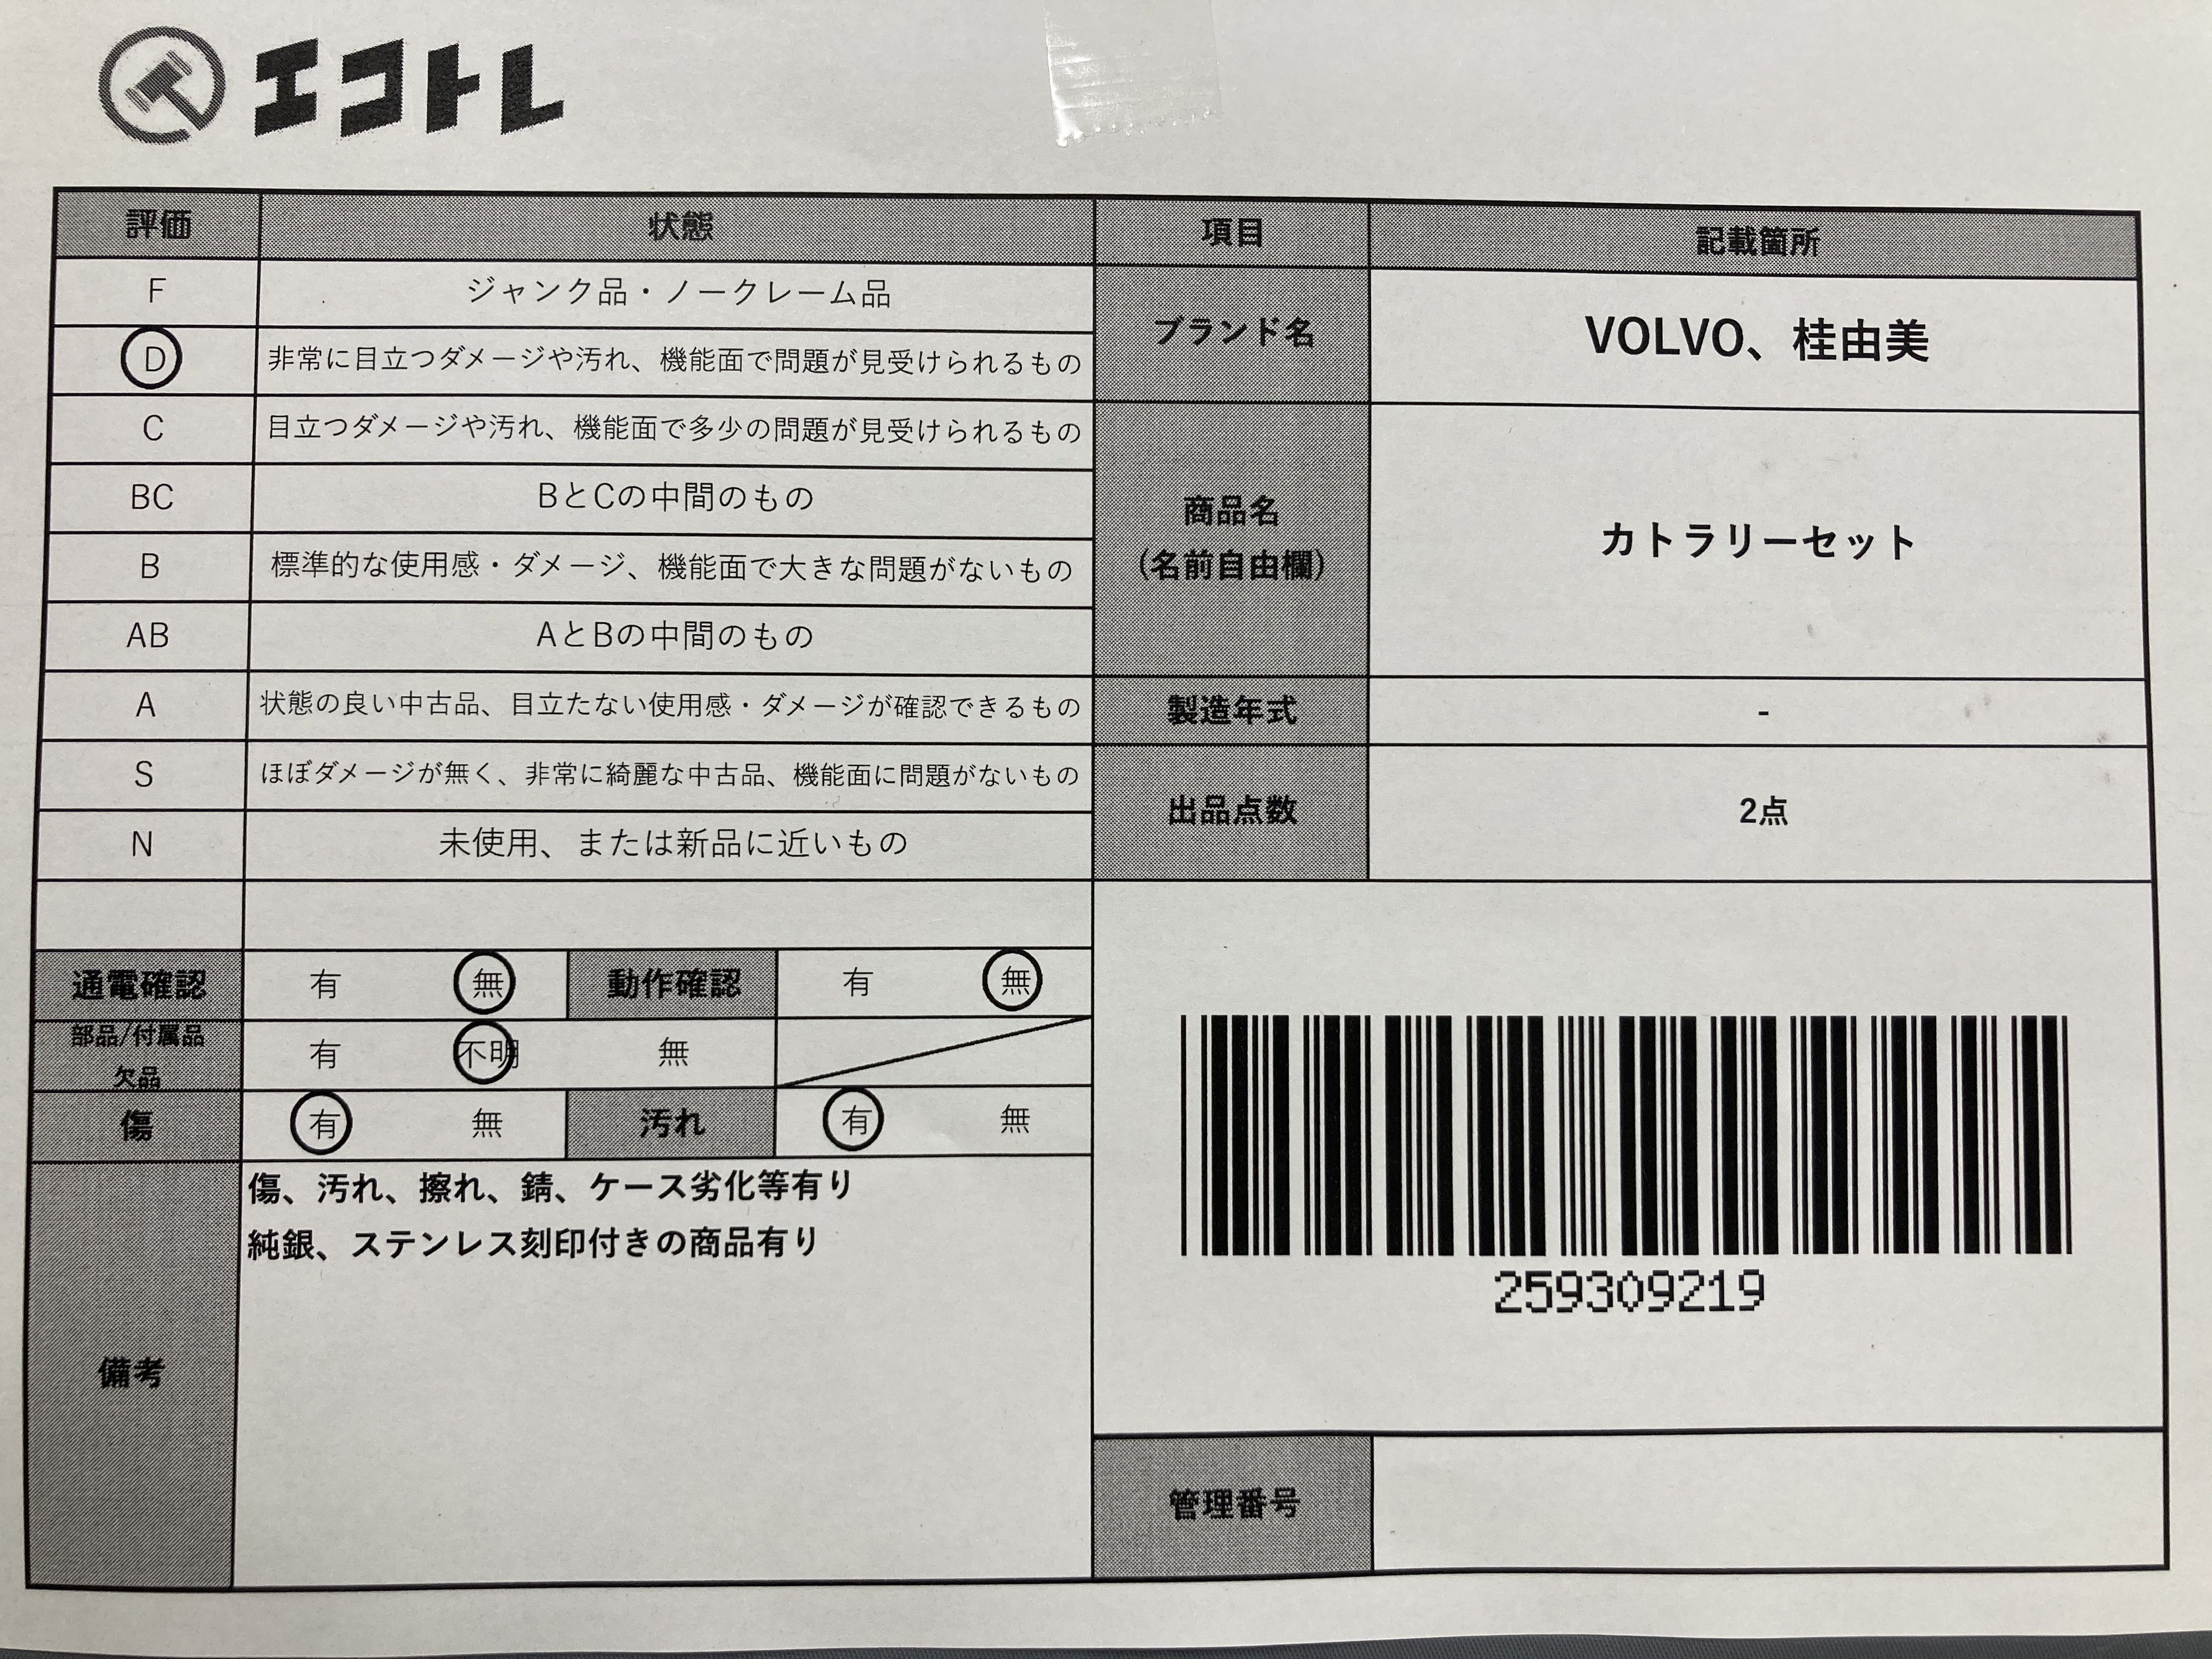 エコトレ
評価 状態
F ジャンク品・ノークレーム品
D 非常に目立つダメージや汚れ、機能面で問題が見受けられるもの
C 目立つダメージや汚れ、機能面で多少の問題が見受けられるもの
BC BとCの中間のもの
B 標準的な使用感・ダメージ、機能面で大きな問題がないもの
AB AとBの中間のもの
A 状態の良い中古品、目立たない使用感・ダメージが確認できるもの
S ほぼダメージが無く、非常に綺麗な中古品、機能面に問題がないもの
N 未使用、または新品に近いもの
通電確認 有 無 動作確認 有 無
部品/付属品
欠品
有 不明 無
傷 有 無 汚れ 有 無
備考
傷、汚れ、擦れ、錆、ケース劣化等有り
純銀、ステンレス刻印付きの商品有り
項目 記載箇所
ブランド名 VOLVO、桂由美
商品名
(名前自由欄)
カトラリーセット
製造年式 -
出品点数 2点
259309219
管理番号